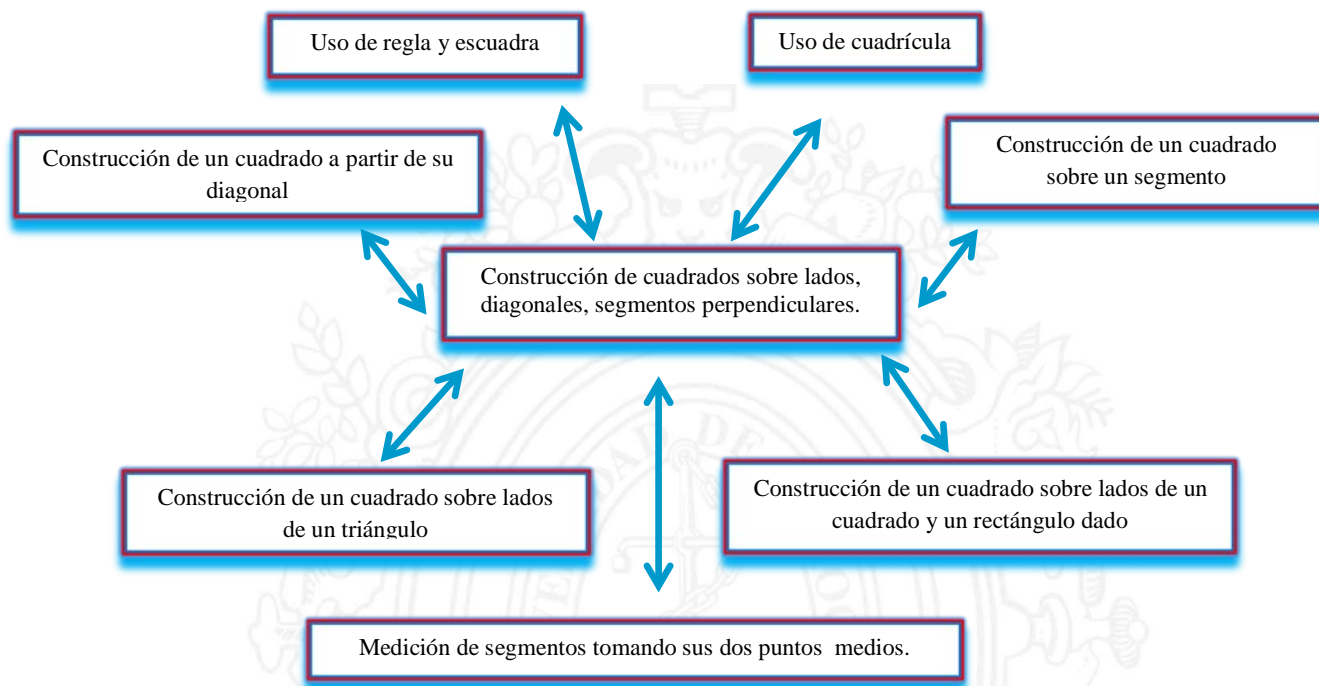 Uso de regla y escuadra
Uso de cuadrícula
Construcción de un cuadrado a partir de su
diagonal
Construcción de un cuadrado
sobre un segmento
Construcción de cuadrados sobre lados,
diagonales, segmentos perpendiculares.
Construcción de un cuadrado sobre lados
de un triángulo
Construcción de un cuadrado sobre lados de un
cuadrado y un rectángulo dado
Medición de segmentos tomando sus dos puntos medios.